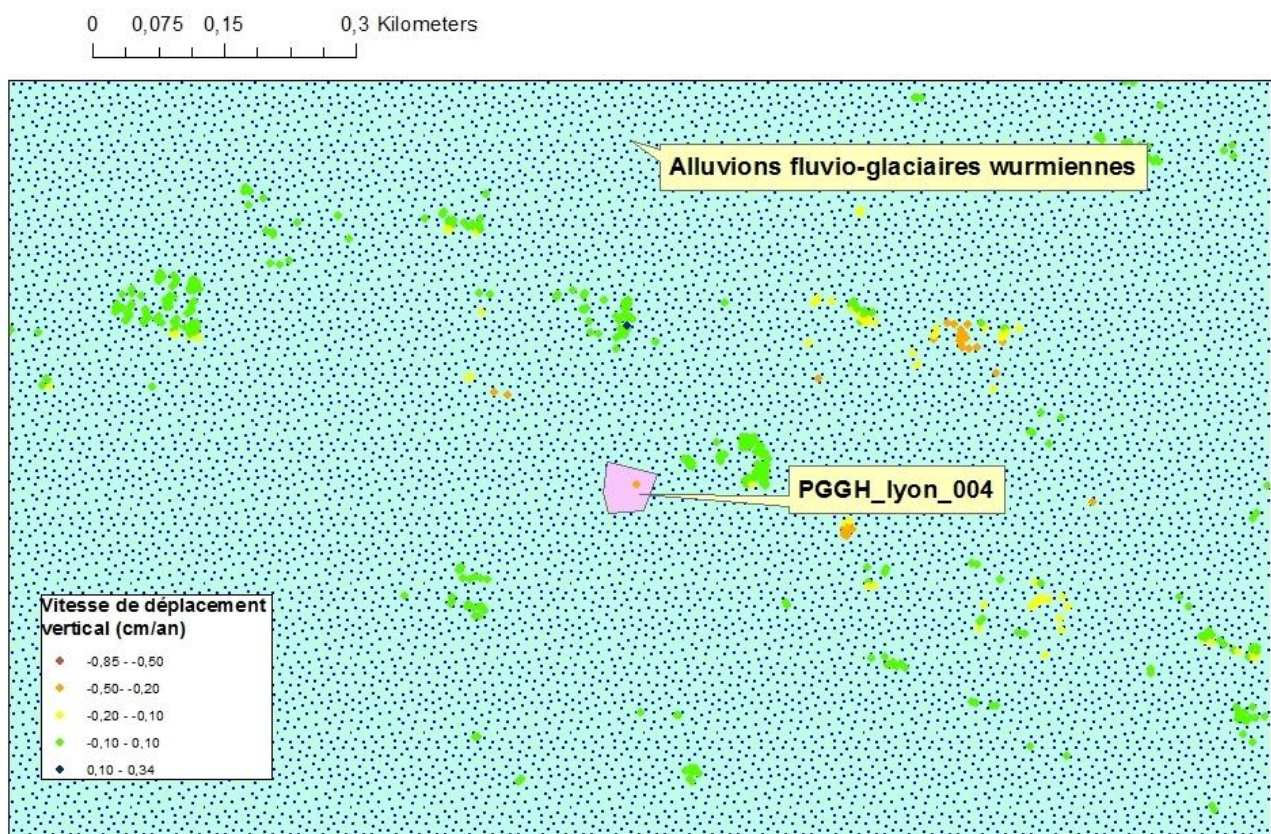 0 0,075 0,15 0,3 Kilometers
Alluvions fluvio-glaciaires wurmiennes
PGGH_lyon_004
Vitesse de déplacement
vertical (cm/an)
-0,85 - -0,50
-0,50- -0,20
-0,20 - -0,10
-0,10 - 0,10
0,10 - 0,34